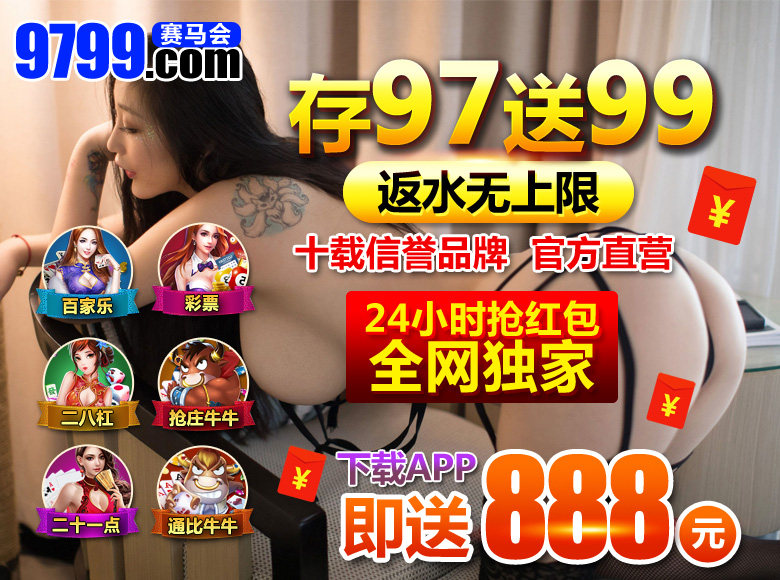 赛马会
9799.com
存97送99
返水无上限
十载信誉品牌 官方直营
24小时抢红包
全网独家
百家乐
彩票
二八杠
抢庄牛牛
二十一点
通比牛牛
下载APP
即送888元
¥
¥
¥